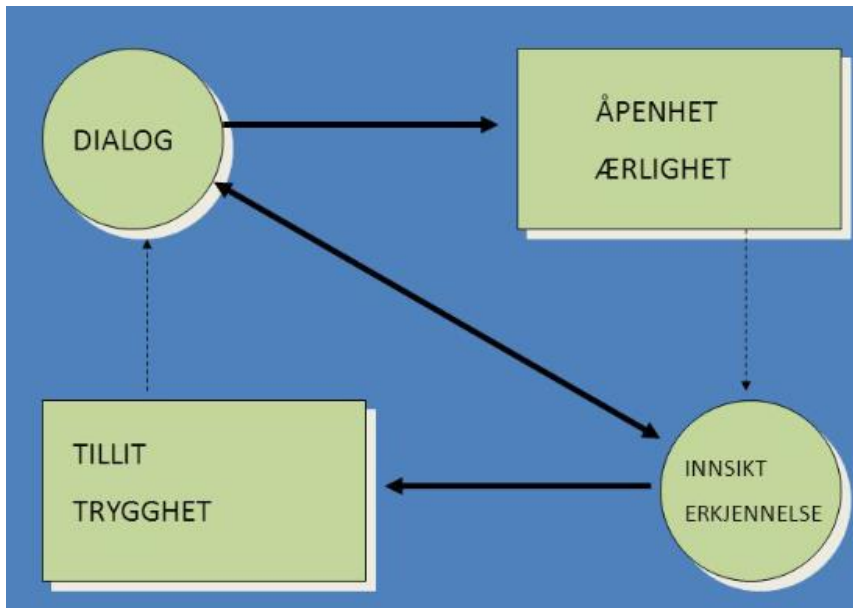 DIALOG
ÅPENHET
ÆRLIGHET
TILLIT
TRYGGHET
INNSIKT
ERKJENNELSE